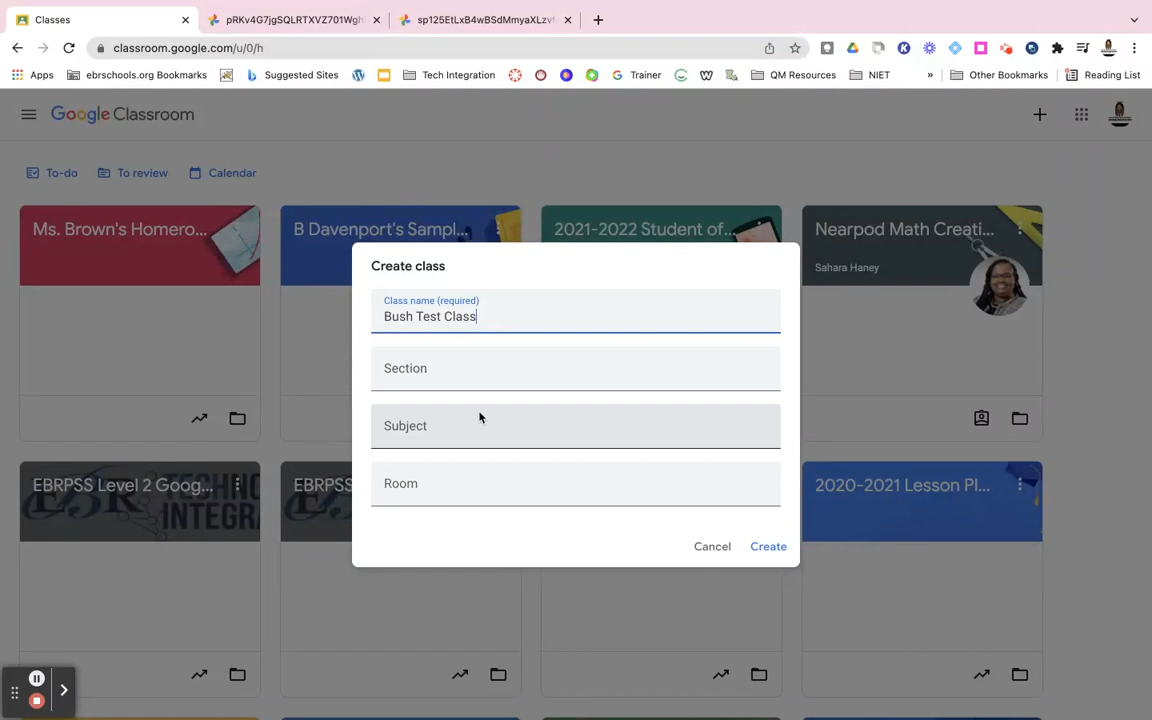 Classes
pRKv4G7jgSQLRTXVZ701Wgh
sp125EtLxB4wBSdMmyaXLzv
classroom.google.com/u/0/h
Apps
ebrschools.org Bookmarks
Suggested Sites
Tech Integration
Trainer
QM Resources
NIET
»
Other Bookmarks
Reading List
Google Classroom
To-do
To review
Calendar
Ms. Brown's Homero...
B Davenport's Sampl...
2021-2022 Student of...
Nearpod Math Creati...
Sahara Haney
Create class
Class name (required)
Bush Test Class
Section
Subject
Room
Cancel
Create
EBRPSS Level 2 Goog...
EBRPSS
2020-2021 Lesson Pl...